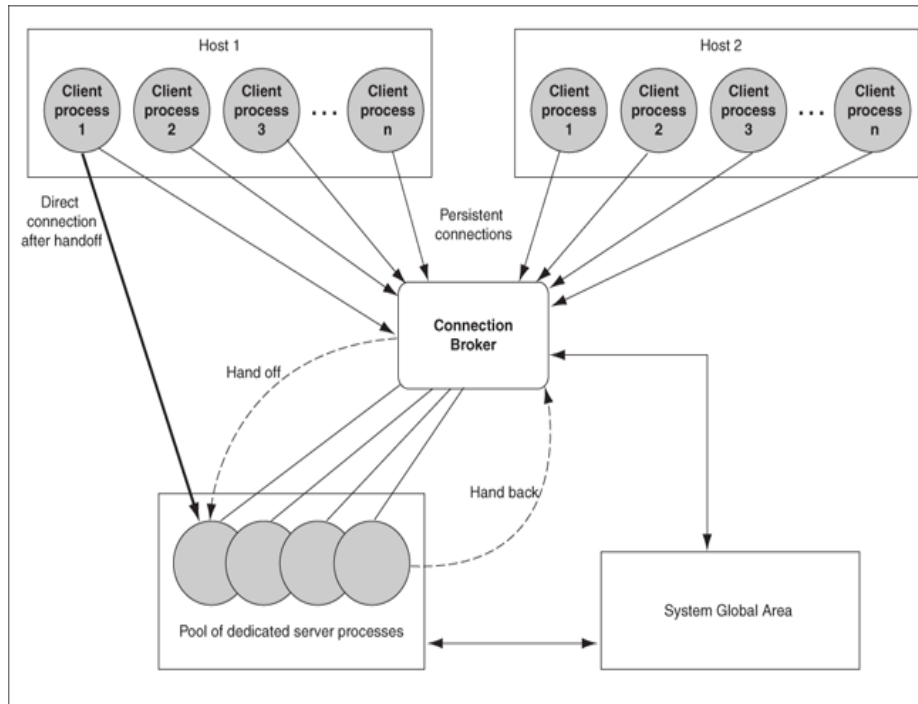 Host 1
Client
process
1
Client
process
2
Client
process
3
...
Client
process
n
Host 2
Client
process
1
Client
process
2
Client
process
3
...
Client
process
n
Direct
connection
after handoff
Persistent
connections
Connection
Broker
Hand off
Hand back
Pool of dedicated server processes
System Global Area